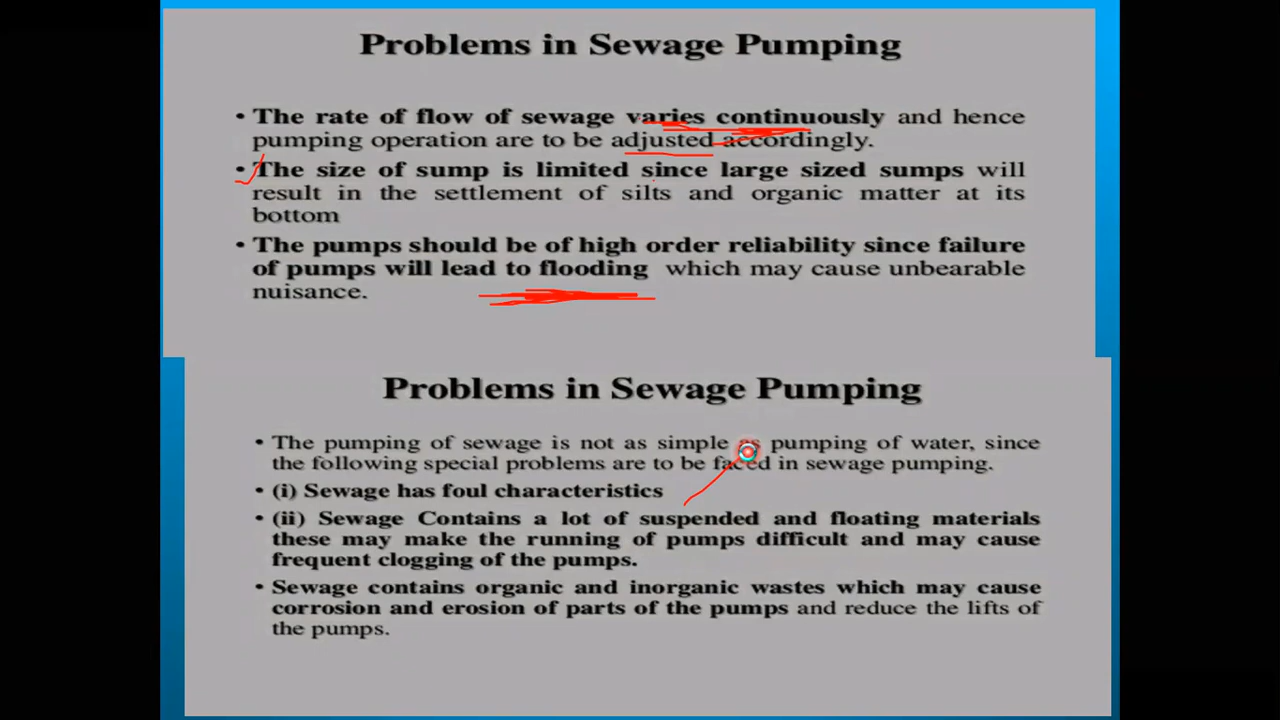 Problems in Sewage Pumping
• The rate of flow of sewage varies continuously and hence
pumping operation are to be adjusted accordingly.
• The size of sump is limited since large sized sumps will
result in the settlement of silts and organic matter at its
bottom
• The pumps should be of high order reliability since failure
of pumps will lead to flooding which may cause unbearable
nuisance.
Problems in Sewage Pumping
• The pumping of sewage is not as simple as pumping of water, since
the following special problems are to be faced in sewage pumping.
• (i) Sewage has foul characteristics
• (ii) Sewage Contains a lot of suspended and floating materials
these may make the running of pumps difficult and may cause
frequent clogging of the pumps.
• Sewage contains organic and inorganic wastes which may cause
corrosion and erosion of parts of the pumps and reduce the lifts of
the pumps.